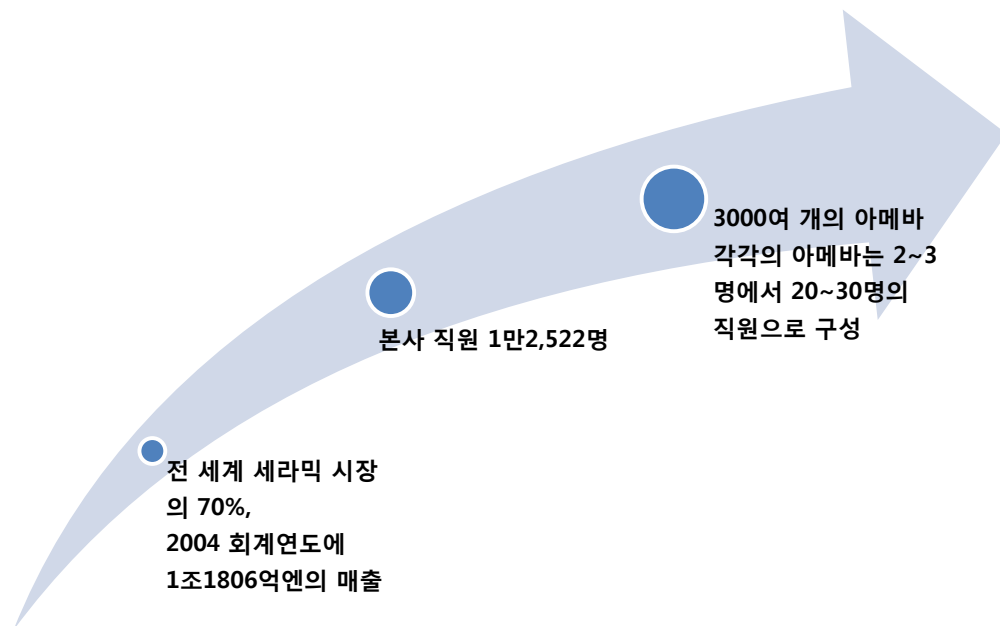 3000여 개의 아메바
각각의 아메바는 2~3
명에서 20~30명의
직원으로 구성
본사 직원 1만2,522명
전 세계 세라믹 시장
의 70%,
2004 회계연도에
1조1806억엔의 매출